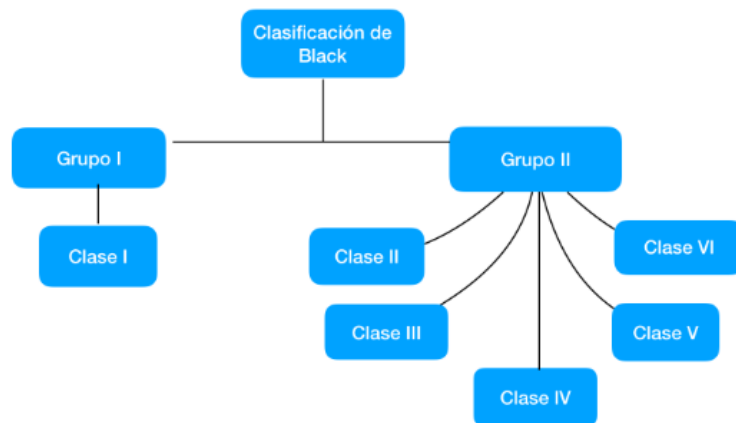 Clasificación de
Black
Grupo I
Grupo II
Clase I
Clase II
Clase III
Clase IV
Clase V
Clase VI